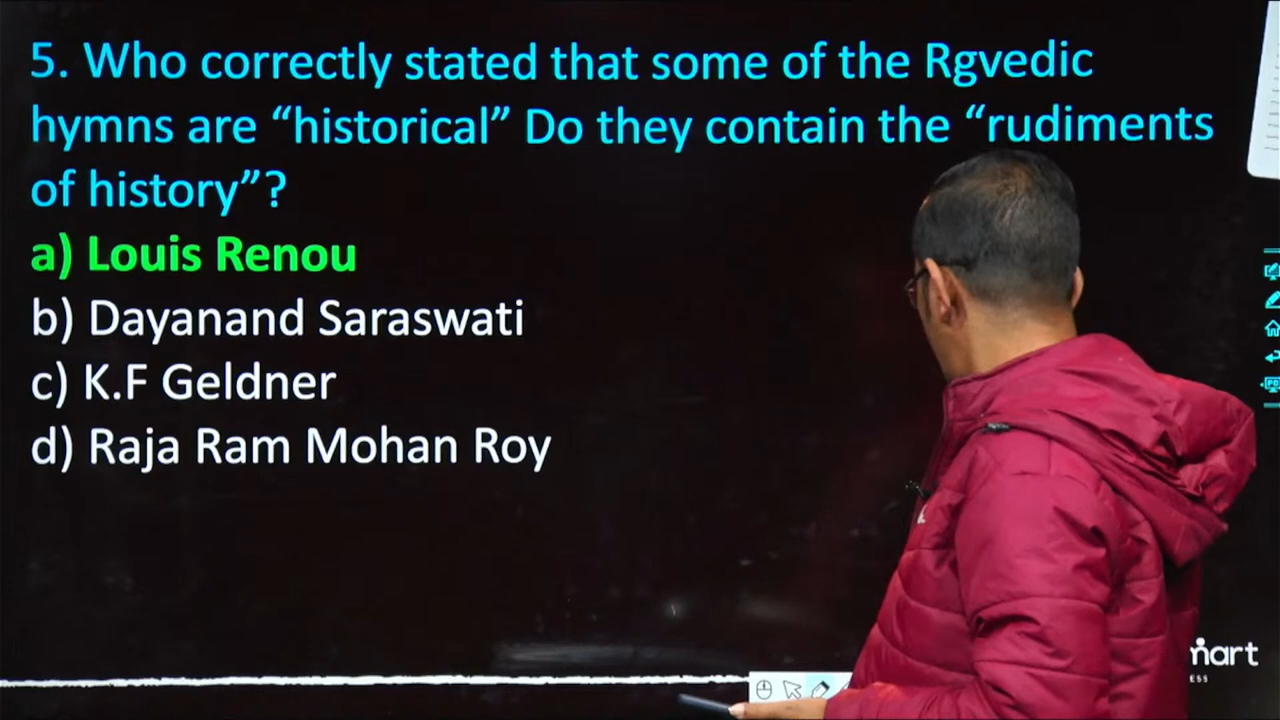 5. Who correctly stated that some of the Rgvedic
hymns are “historical” Do they contain the “rudiments
of history”?
a) Louis Renou
b) Dayanand Saraswati
c) K.F Geldner
d) Raja Ram Mohan Roy